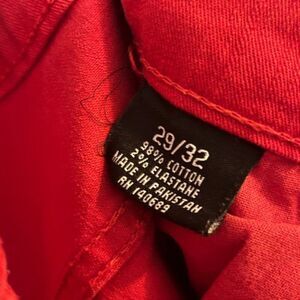 29/32
98% COTTON
2% ELASTANE
MADE IN PAKISTAN
RN 140689